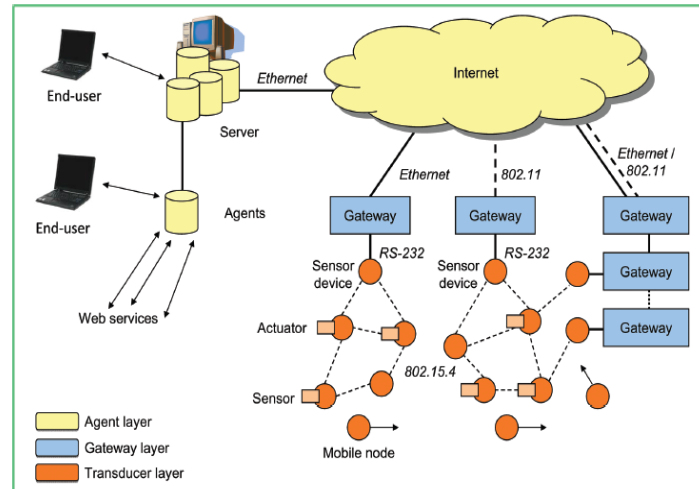 Ethernet
Internet
End-user
Server
Ethernet /
802.11
Ethernet
802.11
Agents
Gateway
Gateway
Gateway
End-user
RS-232
RS-232
Sensor
device
Sensor
device
Gateway
Web services
Actuator
Gateway
802.15.4
Sensor
Agent layer
Gateway layer
Mobile node
Transducer layer